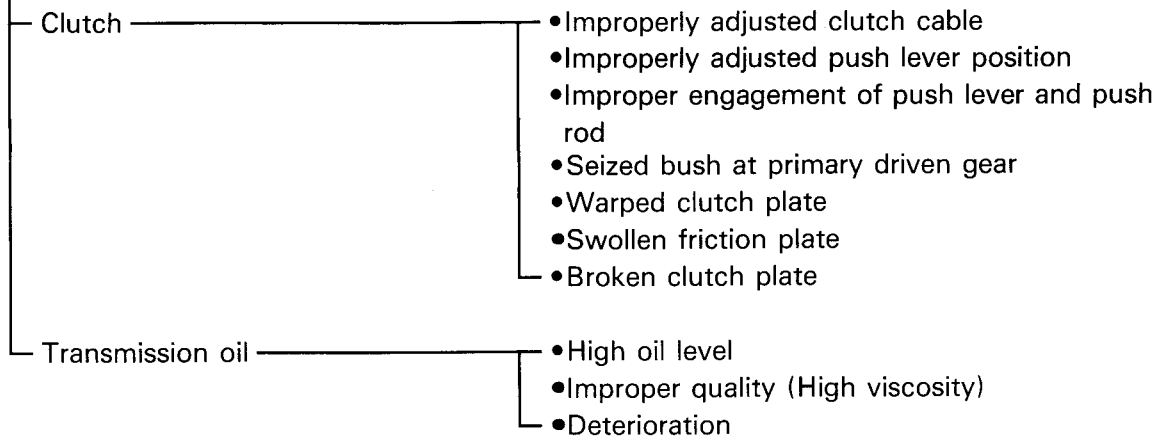 Clutch
•Improperly adjusted clutch cable
•Improperly adjusted push lever position
•Improper engagement of push lever and push
rod
•Seized bush at primary driven gear
•Warped clutch plate
•Swollen friction plate
•Broken clutch plate
Transmission oil
•High oil level
•Improper quality (High viscosity)
•Deterioration